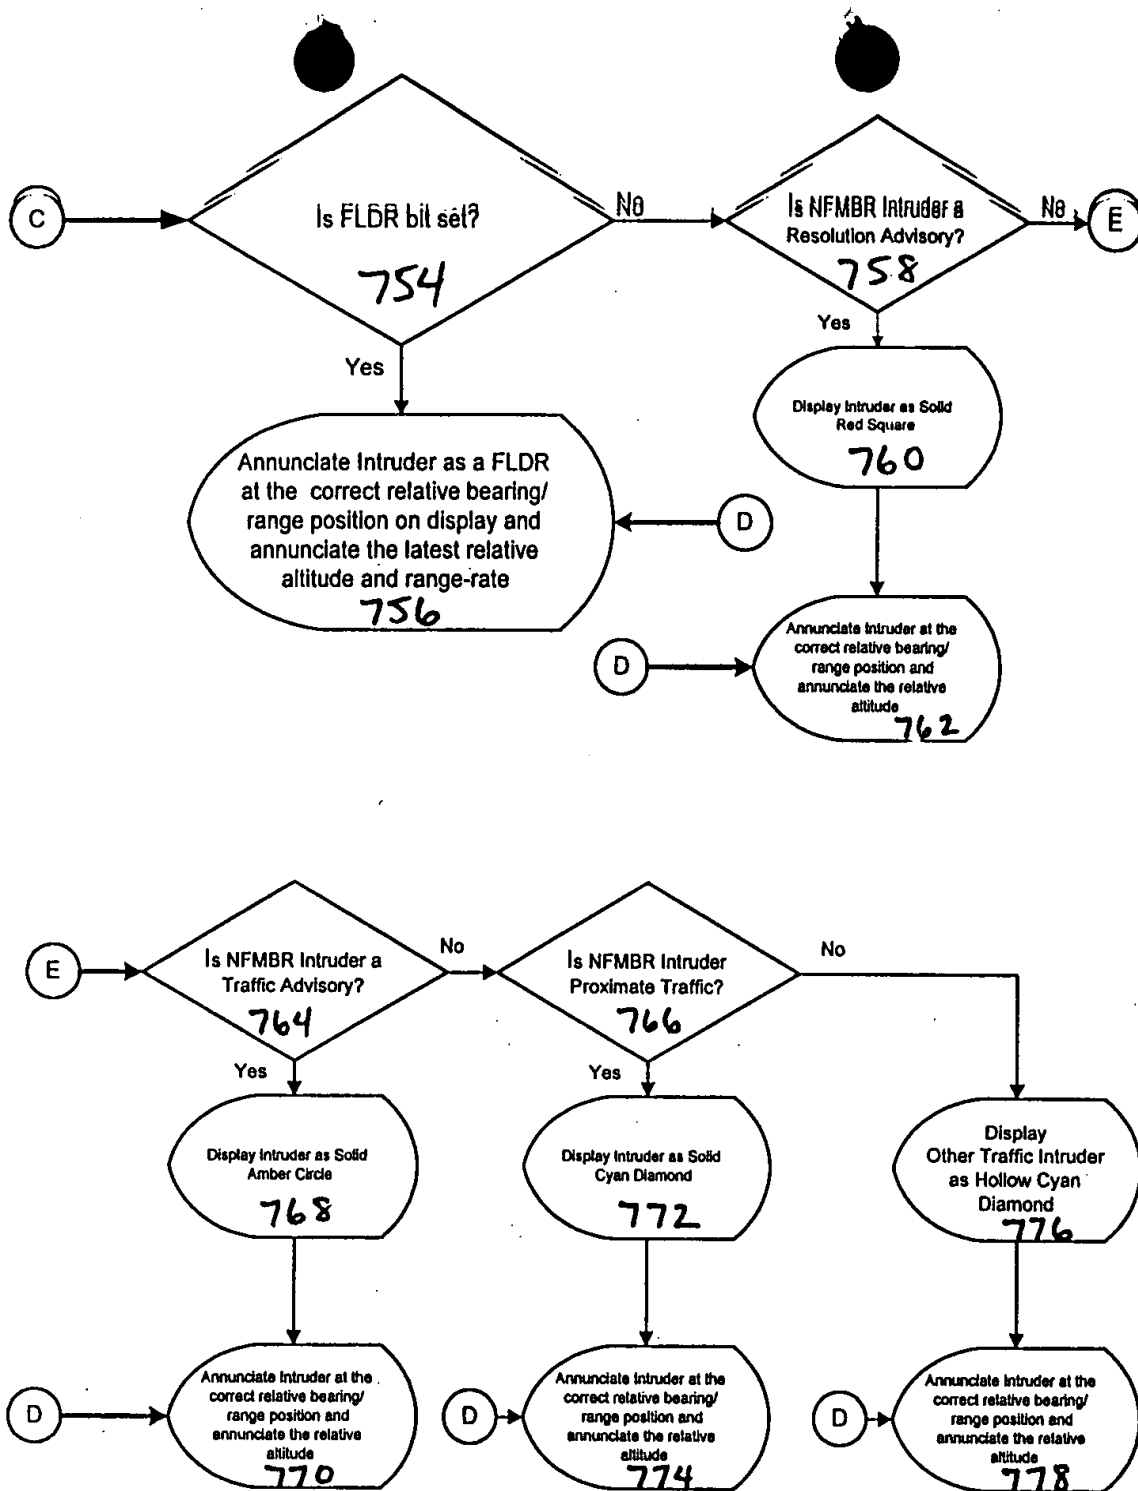 C
Is FLDR bit set?
754
No
Is NFMBR Intruder a
Resolution Advisory?
758
No
E
Yes
Yes
Annunciate Intruder as a FLDR
at the correct relative bearing/
range position on display and
annunciate the latest relative
altitude and range-rate
756
D
Display Intruder as Solid
Red Square
760
D
Annunciate Intruder at the
correct relative bearing/
range position and
annunciate the relative
altitude
762
E
Is NFMBR Intruder a
Traffic Advisory?
764
No
Is NFMBR Intruder
Proximate Traffic?
766
No
Yes
Yes
Display Intruder as Solid
Amber Circle
768
Display Intruder as Solid
Cyan Diamond
772
Display
Other Traffic Intruder
as Hollow Cyan
Diamond
776
D
Annunciate Intruder at the
correct relative bearing/
range position and
annunciate the relative
altitude
770
D
Annunciate Intruder at the
correct relative bearing/
range position and
annunciate the relative
altitude
774
D
Annunciate Intruder at the
correct relative bearing/
range position and
annunciate the relative
altitude
778